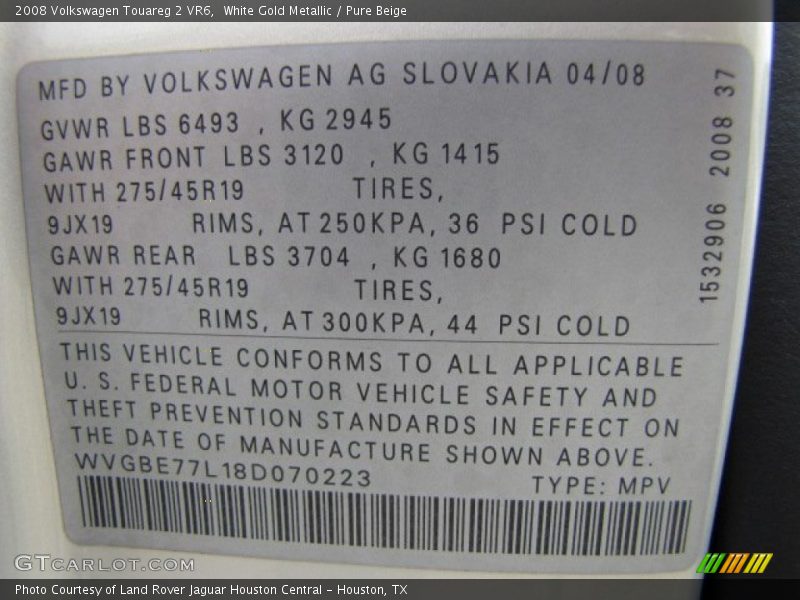 2008 Volkswagen Touareg 2 VR6, White Gold Metallic / Pure Beige
MFD BY VOLKSWAGEN AG SLOVAKIA 04/08
GVWR LBS 6493 , KG 2945
GAWR FRONT LBS 3120 , KG 1415
WITH 275/45R19 TIRES,
9JX19 RIMS, AT 250KPA, 36 PSI COLD
GAWR REAR LBS 3704 , KG 1680
WITH 275/45R19 TIRES,
9JX19 RIMS, AT 300KPA, 44 PSI COLD
1532906 2008 37
THIS VEHICLE CONFORMS TO ALL APPLICABLE
U. S. FEDERAL MOTOR VEHICLE SAFETY AND
THEFT PREVENTION STANDARDS IN EFFECT ON
THE DATE OF MANUFACTURE SHOWN ABOVE.
WVGBE77L18D070223 TYPE: MPV
GTCARLOT.COM
Photo Courtesy of Land Rover Jaguar Houston Central - Houston, TX